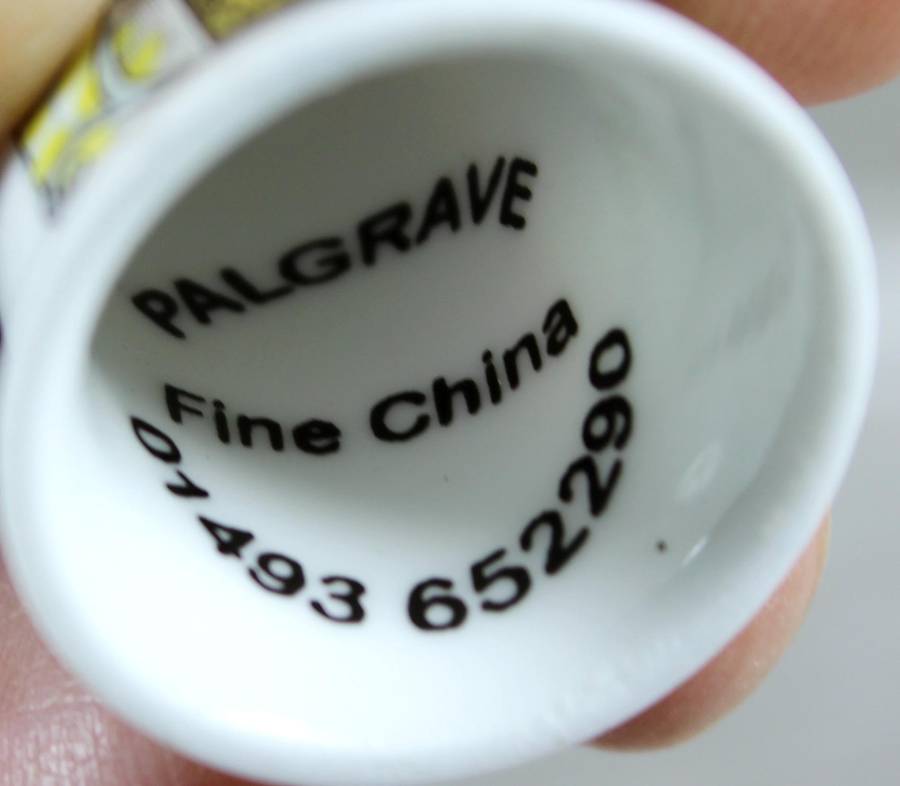 PALGRAVE
Fine China
01493 652290